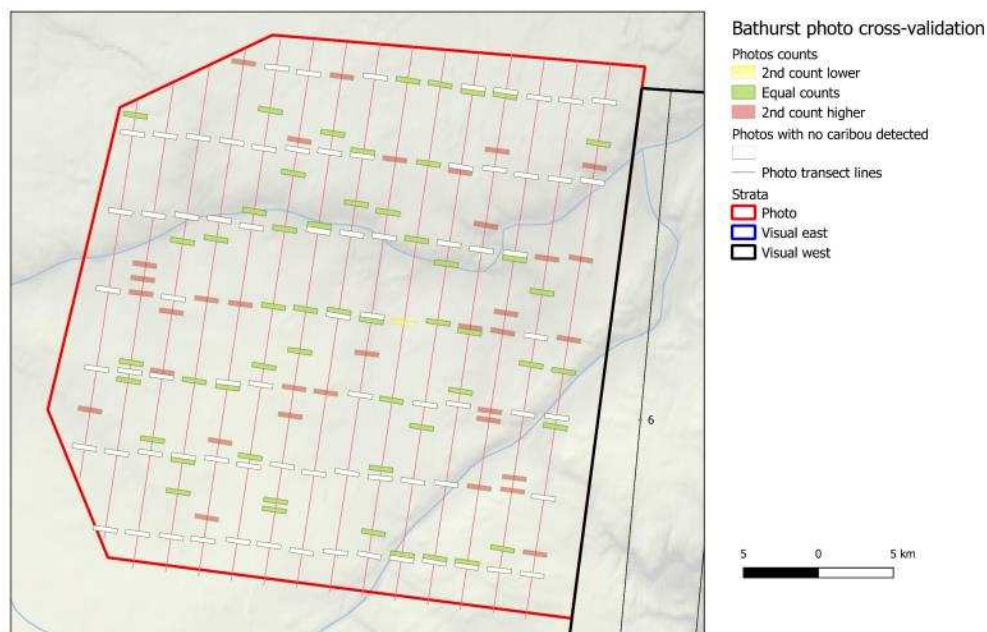 Bathurst photo cross-validation
Photos counts
2nd count lower
Equal counts
2nd count higher
Photos with no caribou detected
Photo transect lines
Strata
Photo
Visual east
Visual west
6
5 0 5 km